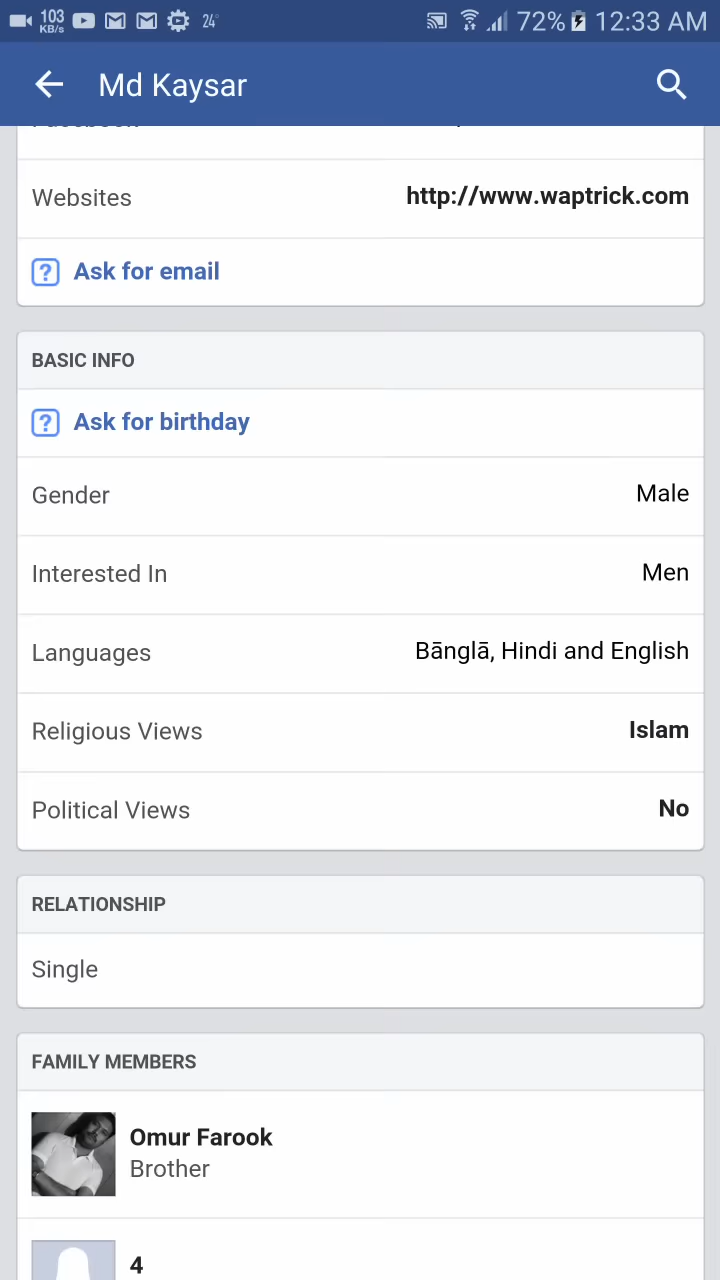 103
KB/s
24°
72%
12:33 AM
Md Kaysar
Websites
http://www.waptrick.com
Ask for email
BASIC INFO
Ask for birthday
Gender
Male
Interested In
Men
Languages
Bānglā, Hindi and English
Religious Views
Islam
Political Views
No
RELATIONSHIP
Single
FAMILY MEMBERS
Omur Farook
Brother
4